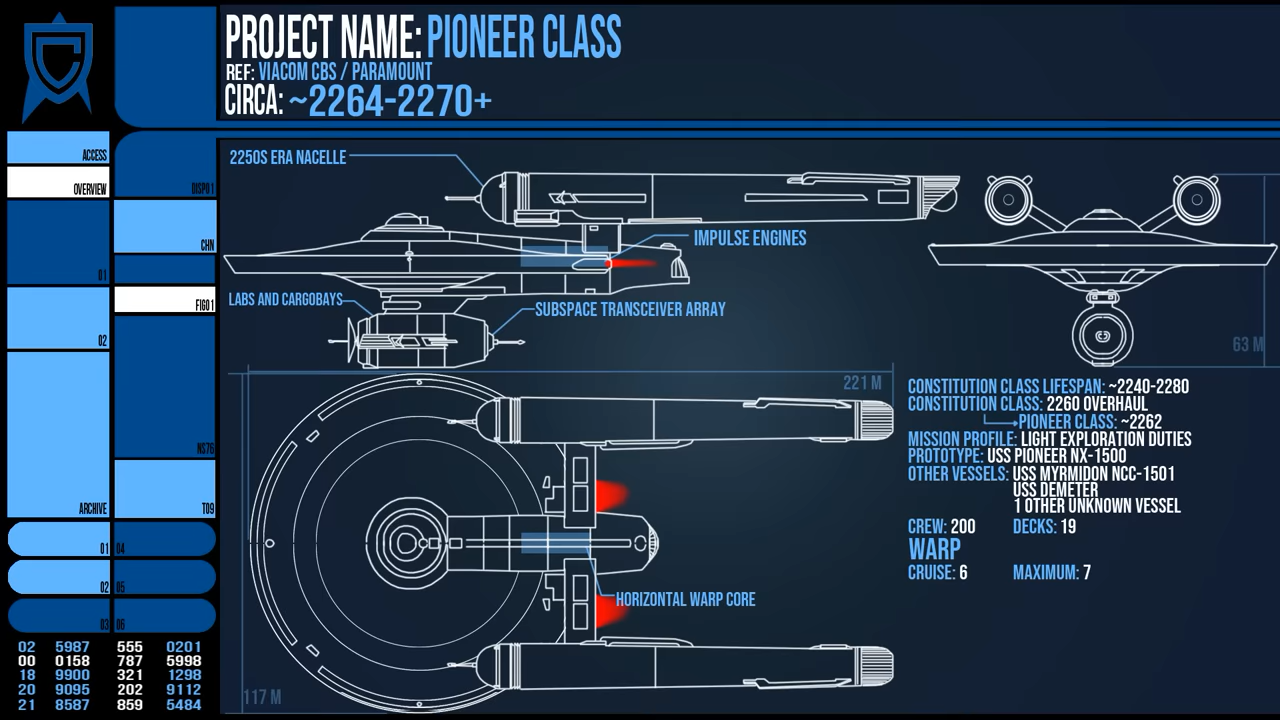 PROJECT NAME: PIONEER CLASS
REF: VIACOM CBS / PARAMOUNT
CIRCA: ~2264-2270+
ACCESS
OVERVIEW
01
02
ARCHIVE
01
02
03
DISP01
CHN
FIG01
NS76
T09
04
05
06
02 5987 555 0201
00 0158 787 5998
18 9900 321 1298
20 9095 202 9112
21 8587 859 5484
2250S ERA NACELLE
IMPULSE ENGINES
LABS AND CARGOBAYS
SUBSPACE TRANSCEIVER ARRAY
63 M
221 M
HORIZONTAL WARP CORE
117 M
CONSTITUTION CLASS LIFESPAN: ~2240-2280
CONSTITUTION CLASS: 2260 OVERHAUL
PIONEER CLASS: ~2262
MISSION PROFILE: LIGHT EXPLORATION DUTIES
PROTOTYPE: USS PIONEER NX-1500
OTHER VESSELS: USS MYRMIDON NCC-1501
USS DEMETER
1 OTHER UNKNOWN VESSEL
CREW: 200 DECKS: 19
WARP
CRUISE: 6 MAXIMUM: 7